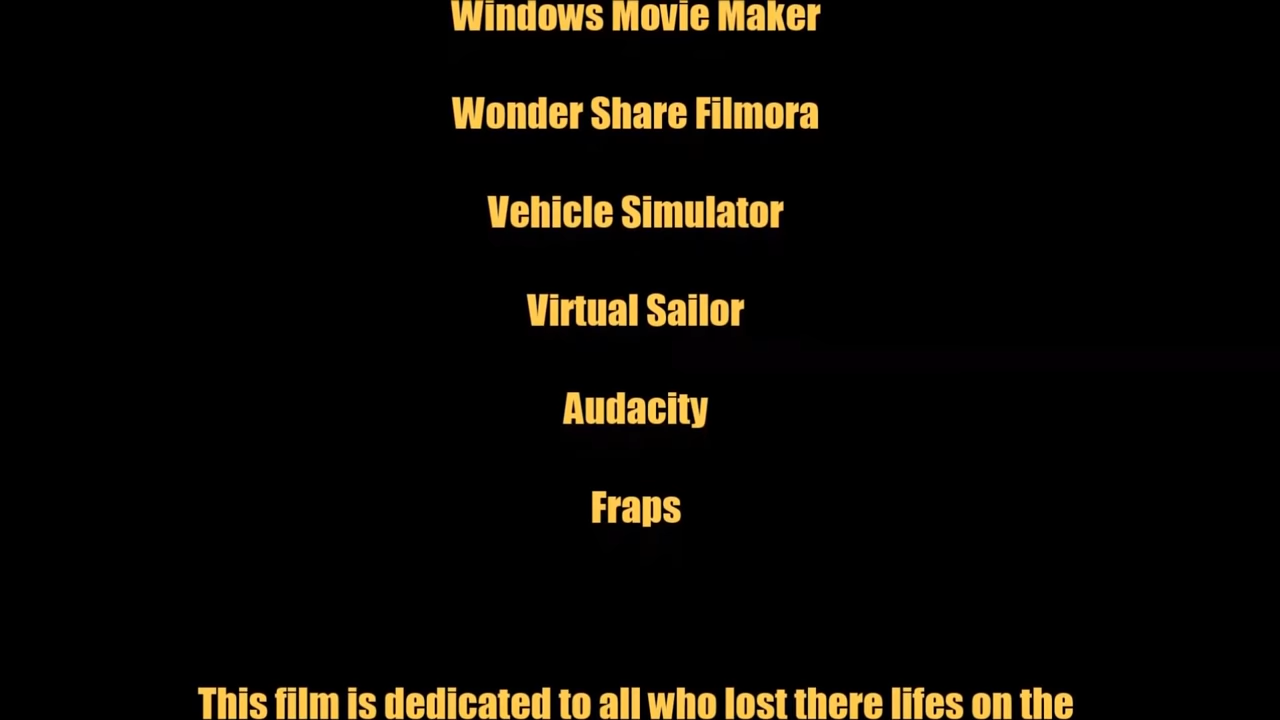 Windows Movie Maker
Wonder Share Filmora
Vehicle Simulator
Virtual Sailor
Audacity
Fraps
This film is dedicated to all who lost there lifes on the